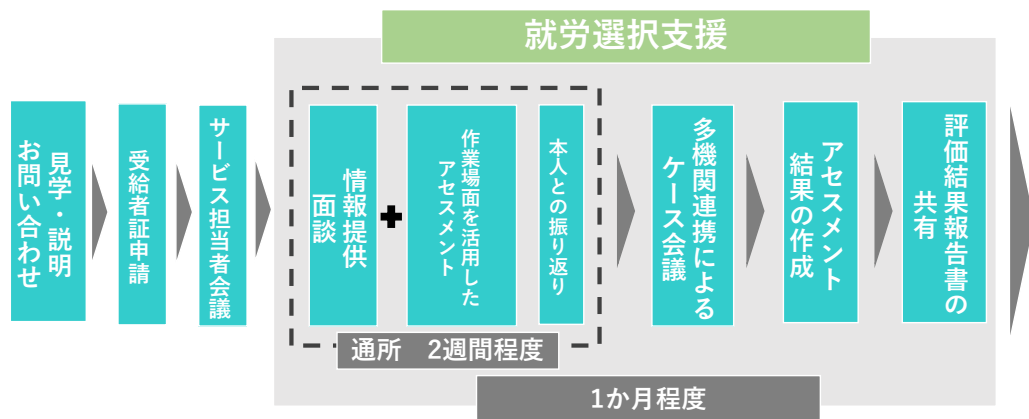 就労選択支援
見学・説明
お問い合わせ
受給者証申請
サービス担当者会議
情報提供
面談
作業場面を活用した
アセスメント
本人との振り返り
通所　2週間程度
多機関連携による
ケース会議
アセスメント
結果の作成
評価結果報告書の
共有
1か月程度